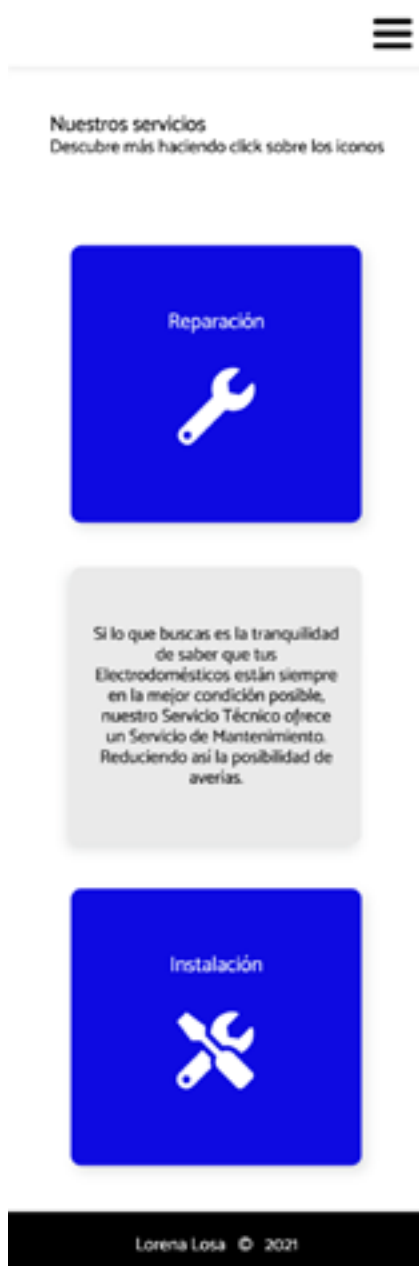 Nuestros servicios
Descubre más haciendo click sobre los iconos
Reparación
Si lo que buscas es la tranquilidad
de saber que tus
Electrodomésticos están siempre
en la mejor condición posible,
nuestro Servicio Técnico ofrece
un Servicio de Mantenimiento.
Reduciendo asi la posibilidad de
averias.
Instalación
Lorena Losa © 2021